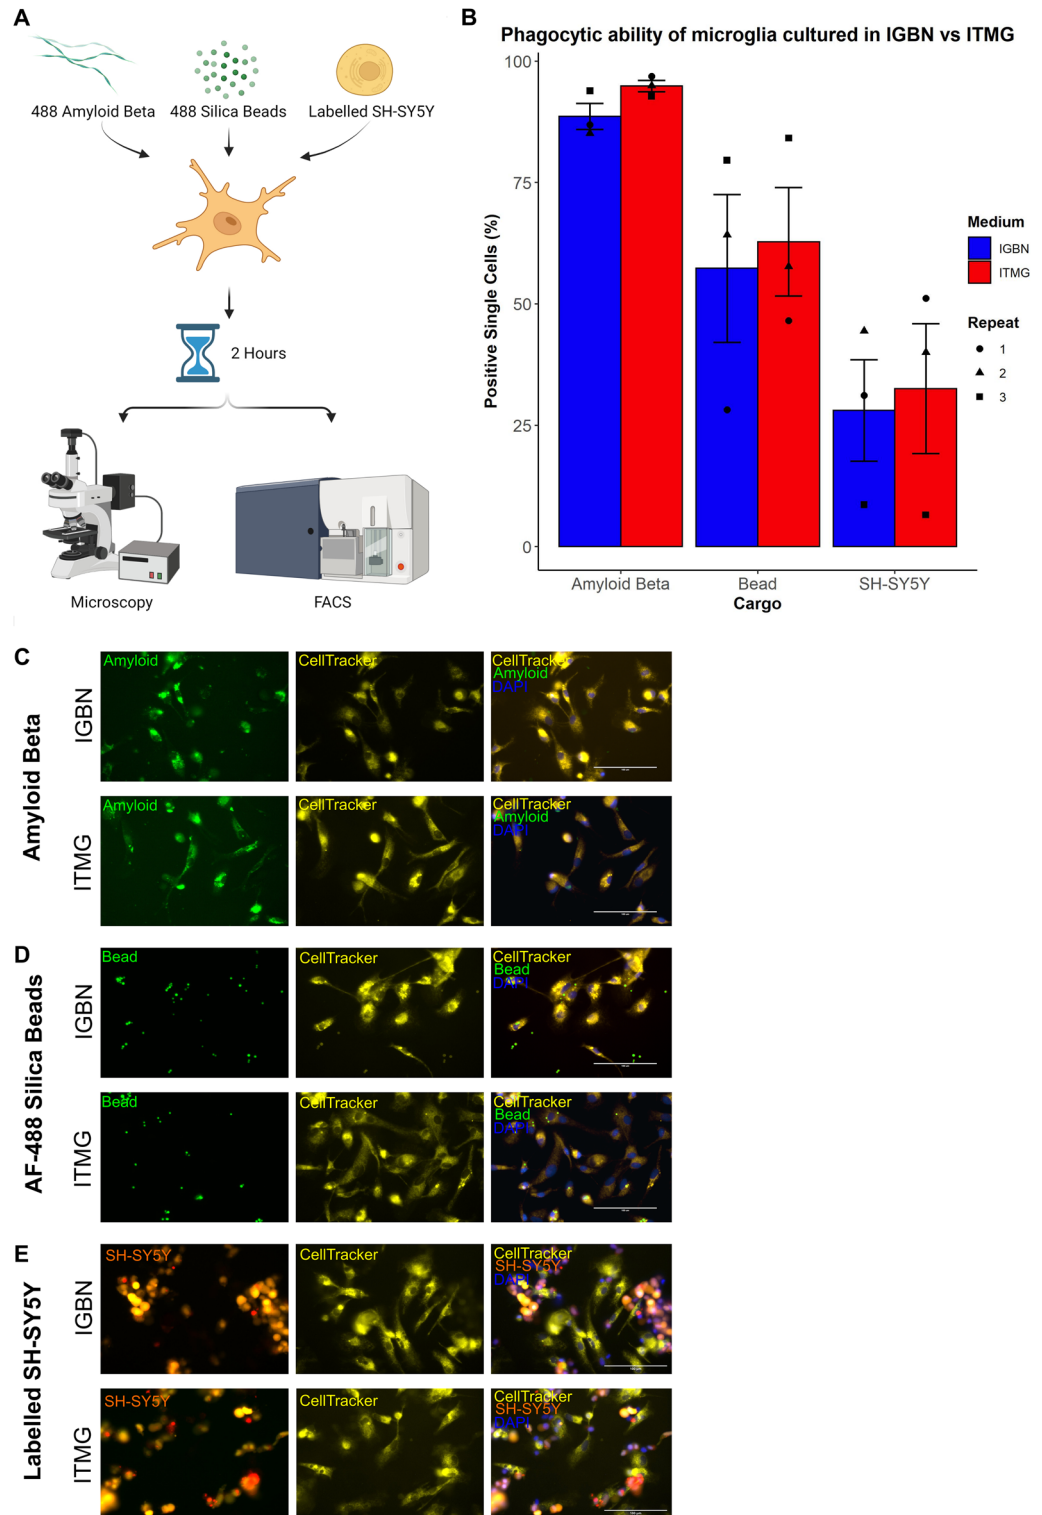 A
488 Amyloid Beta
488 Silica Beads
Labelled SH-SY5Y
2 Hours
Microscopy
FACS
B
Phagocytic ability of microglia cultured in IGBN vs ITMG
Positive Single Cells (%)
100
75
50
25
0
Amyloid Beta
Bead
SH-SY5Y
Cargo
Medium
IGBN
ITMG
Repeat
1
2
3
C
Amyloid Beta
IGBN
Amyloid
CellTracker
CellTracker
Amyloid
DAPI
ITMG
Amyloid
CellTracker
CellTracker
Amyloid
DAPI
D
AF-488 Silica Beads
IGBN
Bead
CellTracker
CellTracker
Bead
DAPI
ITMG
Bead
CellTracker
CellTracker
Bead
DAPI
E
Labelled SH-SY5Y
IGBN
SH-SY5Y
CellTracker
CellTracker
SH-SY5Y
DAPI
ITMG
SH-SY5Y
CellTracker
CellTracker
SH-SY5Y
DAPI